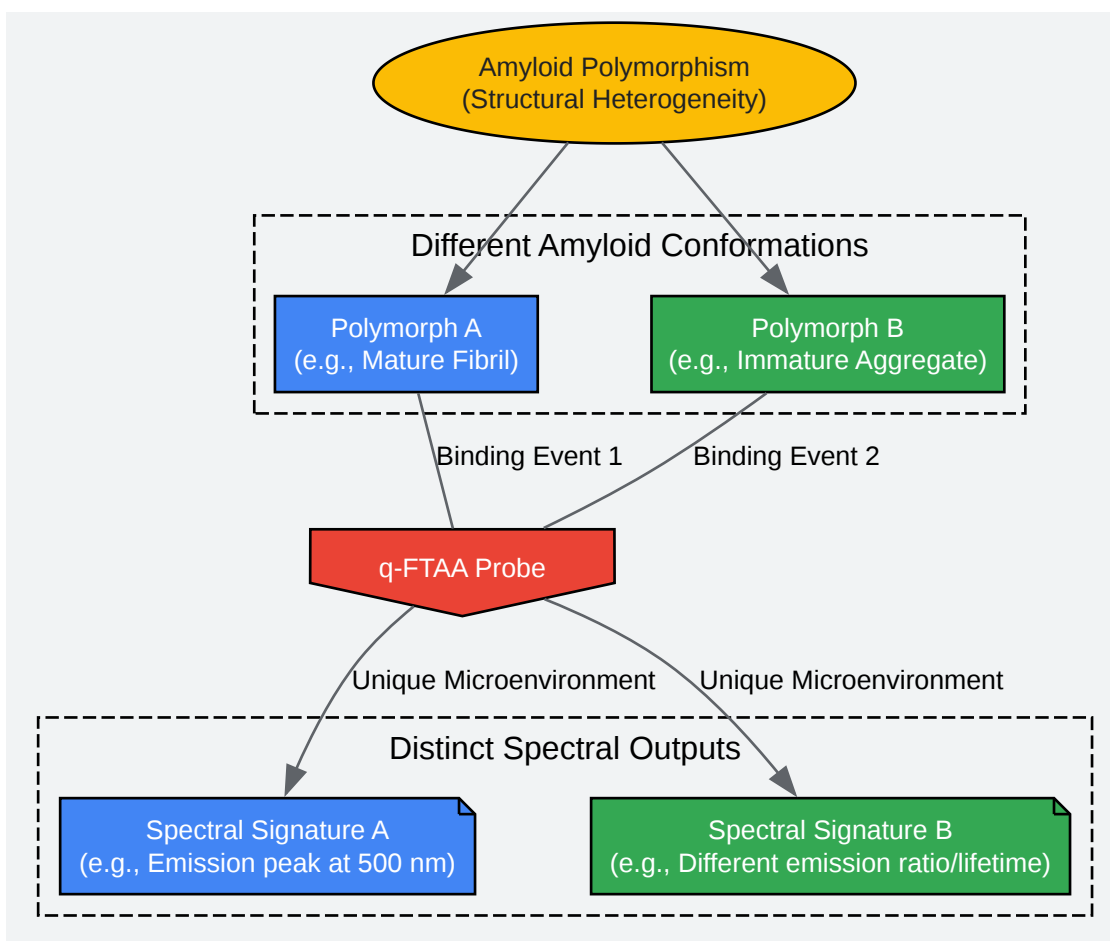 Amyloid Polymorphism
(Structural Heterogeneity)
Different Amyloid Conformations
Polymorph A
(e.g., Mature Fibril)
Polymorph B
(e.g., Immature Aggregate)
Binding Event 1
Binding Event 2
q-FTAA Probe
Unique Microenvironment
Unique Microenvironment
Distinct Spectral Outputs
Spectral Signature A
(e.g., Emission peak at 500 nm)
Spectral Signature B
(e.g., Different emission ratio/lifetime)